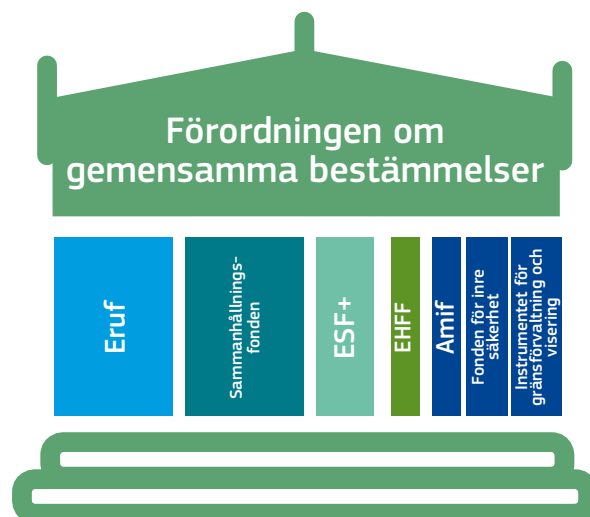 Förordningen om
gemensamma bestämmelser
Eruf
Sammanhållnings-
fonden
ESF+
EHFF
Amif
Fonden för inre
säkerhet
Instrumentet för
gränsförvaltning och
visering